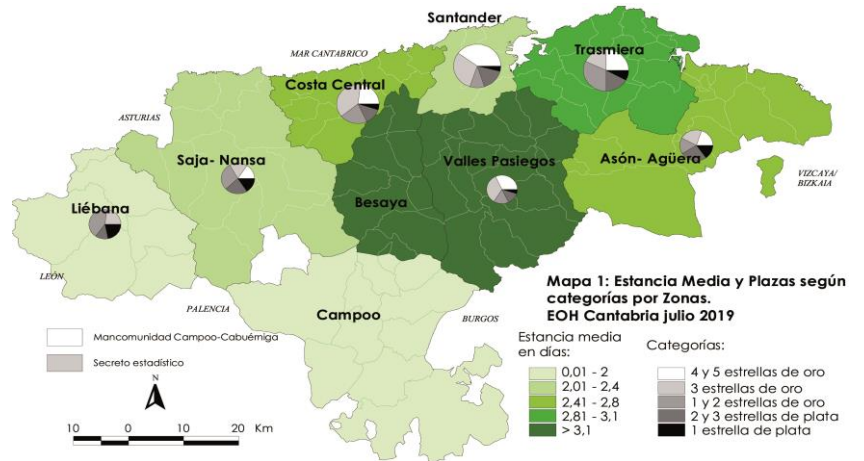 Santander
MAR CANTABRICO
Trasmiera
Costa Central
ASTURIAS
Saja- Nansa
Valles Pasiegos
Asón- Agüera
VIZCAYA/
BIZKAIA
Besaya
Liébana
LEÓN
PALENCIA
Campoo
BURGOS
Mapa 1: Estancia Media y Plazas según
categorías por Zonas.
EOH Cantabria julio 2019
Mancomunidad Campoo-Cabuérniga
Secreto estadístico
N
10 0 10 20 Km
Estancia media
en días:
0,01 - 2
2,01 - 2,4
2,41 - 2,8
2,81 - 3,1
> 3,1
Categorías:
4 y 5 estrellas de oro
3 estrellas de oro
1 y 2 estrellas de oro
2 y 3 estrellas de plata
1 estrella de plata